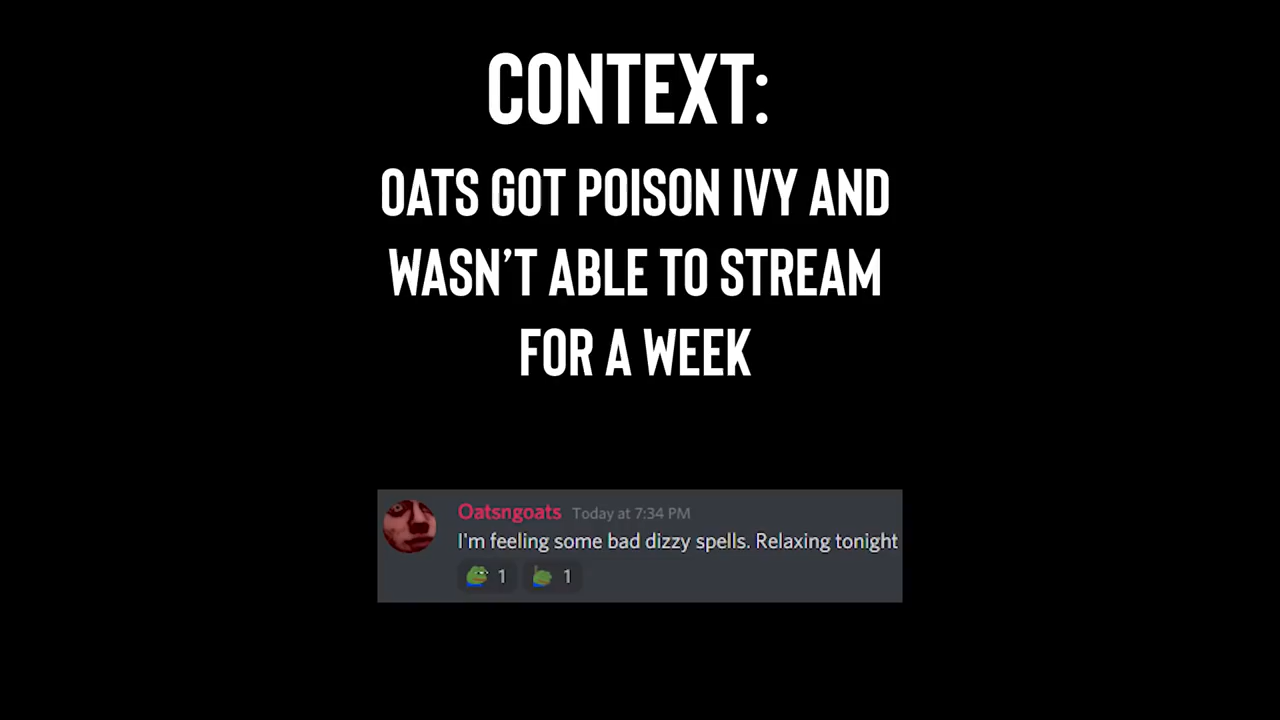 CONTEXT:
OATS GOT POISON IVY AND
WASN'T ABLE TO STREAM
FOR A WEEK
Oatsngoats Today at 7:34 PM
I'm feeling some bad dizzy spells. Relaxing tonight
1 1